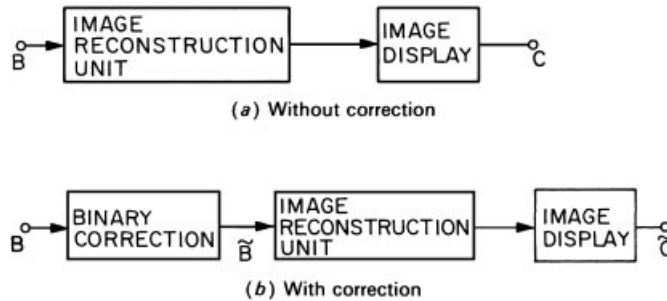 IMAGE
RECONSTRUCTION
UNIT
IMAGE
DISPLAY
B
C
(a) Without correction
BINARY
CORRECTION
IMAGE
RECONSTRUCTION
UNIT
IMAGE
DISPLAY
B
B̃
C̃
(b) With correction